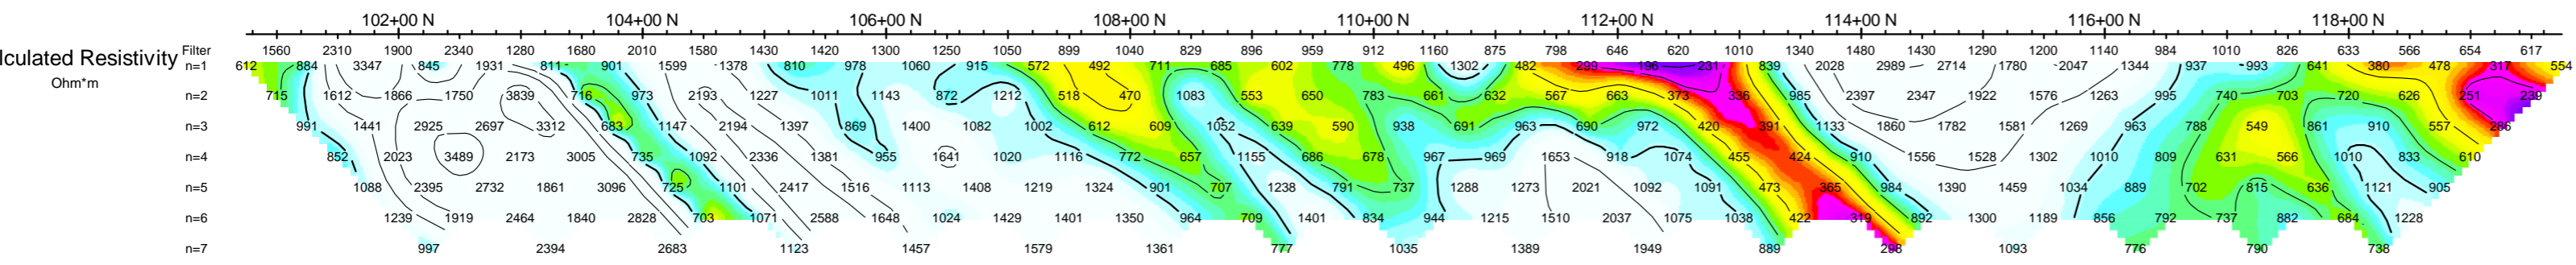 102+00 N 104+00 N 106+00 N 108+00 N 110+00 N 112+00 N 114+00 N 116+00 N 118+00 N
lculated Resistivity
Ohm*m
Filter 1560 2310 1900 2340 1280 1680 2010 1580 1430 1420 1300 1250 1050 899 1040 829 896 959 912 1160 875 798 646 620 1010 1340 1480 1430 1290 1200 1140 984 1010 826 633 566 654 617
n=1 612 884 3347 845 1931 811 901 1599 1378 810 978 1060 915 572 492 711 685 602 778 496 1302 482 299 196 231 839 2028 2989 2714 1780 2047 1344 937 993 641 380 478 317 554
n=2 715 1612 1866 1750 3839 716 973 2193 1227 1011 1143 872 1212 518 470 1083 553 650 783 661 632 567 663 373 336 985 2397 2347 1922 1576 1263 995 740 703 720 626 251 239
n=3 991 1441 2925 2697 3312 683 1147 2194 1397 869 1400 1082 1002 612 609 1052 639 590 938 691 963 690 972 420 391 1133 1860 1782 1581 1269 963 788 549 861 910 557 286
n=4 852 2023 3489 2173 3005 735 1092 2336 1381 955 1641 1020 1116 772 657 1155 686 678 967 969 1653 918 1074 455 424 910 1556 1528 1302 1010 809 631 566 1010 833 610
n=5 1088 2395 2732 1861 3096 725 1101 2417 1516 1113 1408 1219 1324 901 707 1238 791 737 1288 1273 2021 1092 1091 473 365 984 1390 1459 1034 889 702 815 636 1121 905
n=6 1239 1919 2464 1840 2828 703 1071 2588 1648 1024 1429 1401 1350 964 709 1401 834 944 1215 1510 2037 1075 1038 422 319 892 1300 1189 856 792 737 882 684 1228
n=7 997 2394 2683 1123 1457 1579 1361 777 1035 1389 1949 889 298 1093 776 790 738